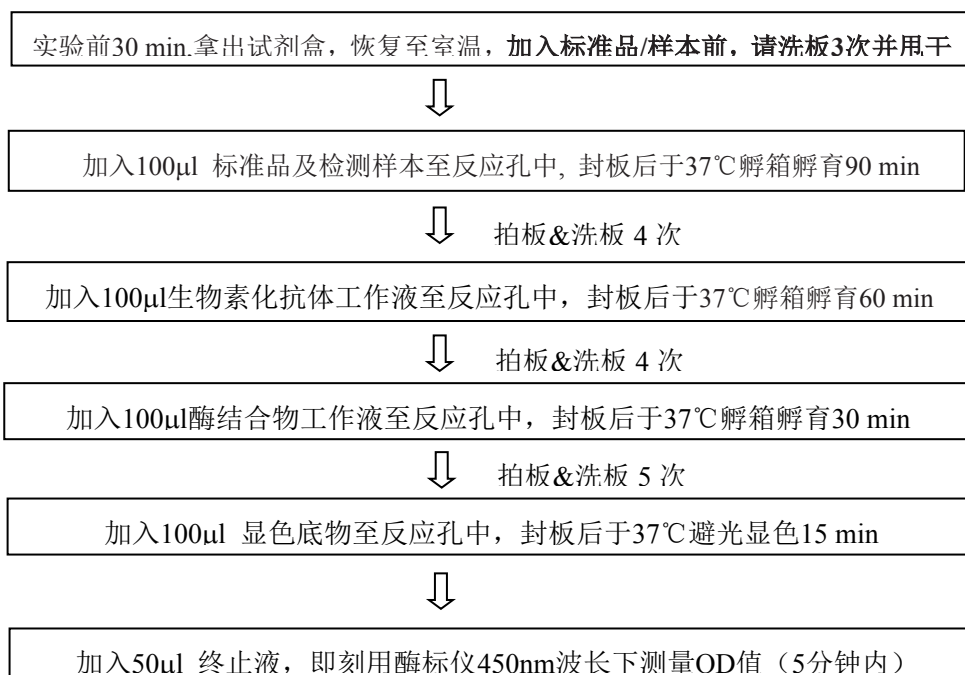 实验前30 min,拿出试剂盒，恢复至室温，加入标准品/样本前，请洗板3次并甩干
加入100μl 标准品及检测样本至反应孔中, 封板后于37℃孵箱孵育90 min
拍板&洗板 4 次
加入100μl生物素化抗体工作液至反应孔中，封板后于37℃孵箱孵育60 min
拍板&洗板 4 次
加入100μl酶结合物工作液至反应孔中，封板后于37℃孵箱孵育30 min
拍板&洗板 5 次
加入100μl 显色底物至反应孔中，封板后于37℃避光显色15 min
加入50μl 终止液，即刻用酶标仪450nm波长下测量OD值（5分钟内）